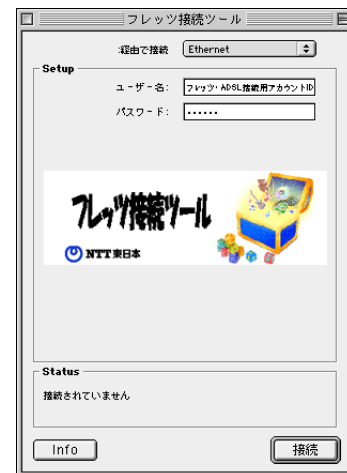 フレッツ接続ツール
:経由で接続 Ethernet
Setup
ユーザー名: フレッツ・ADSL接続用アカウントID
パスワード: ••••••
フレッツ接続ツール
NTT東日本
Status
接続されていません
Info 接続